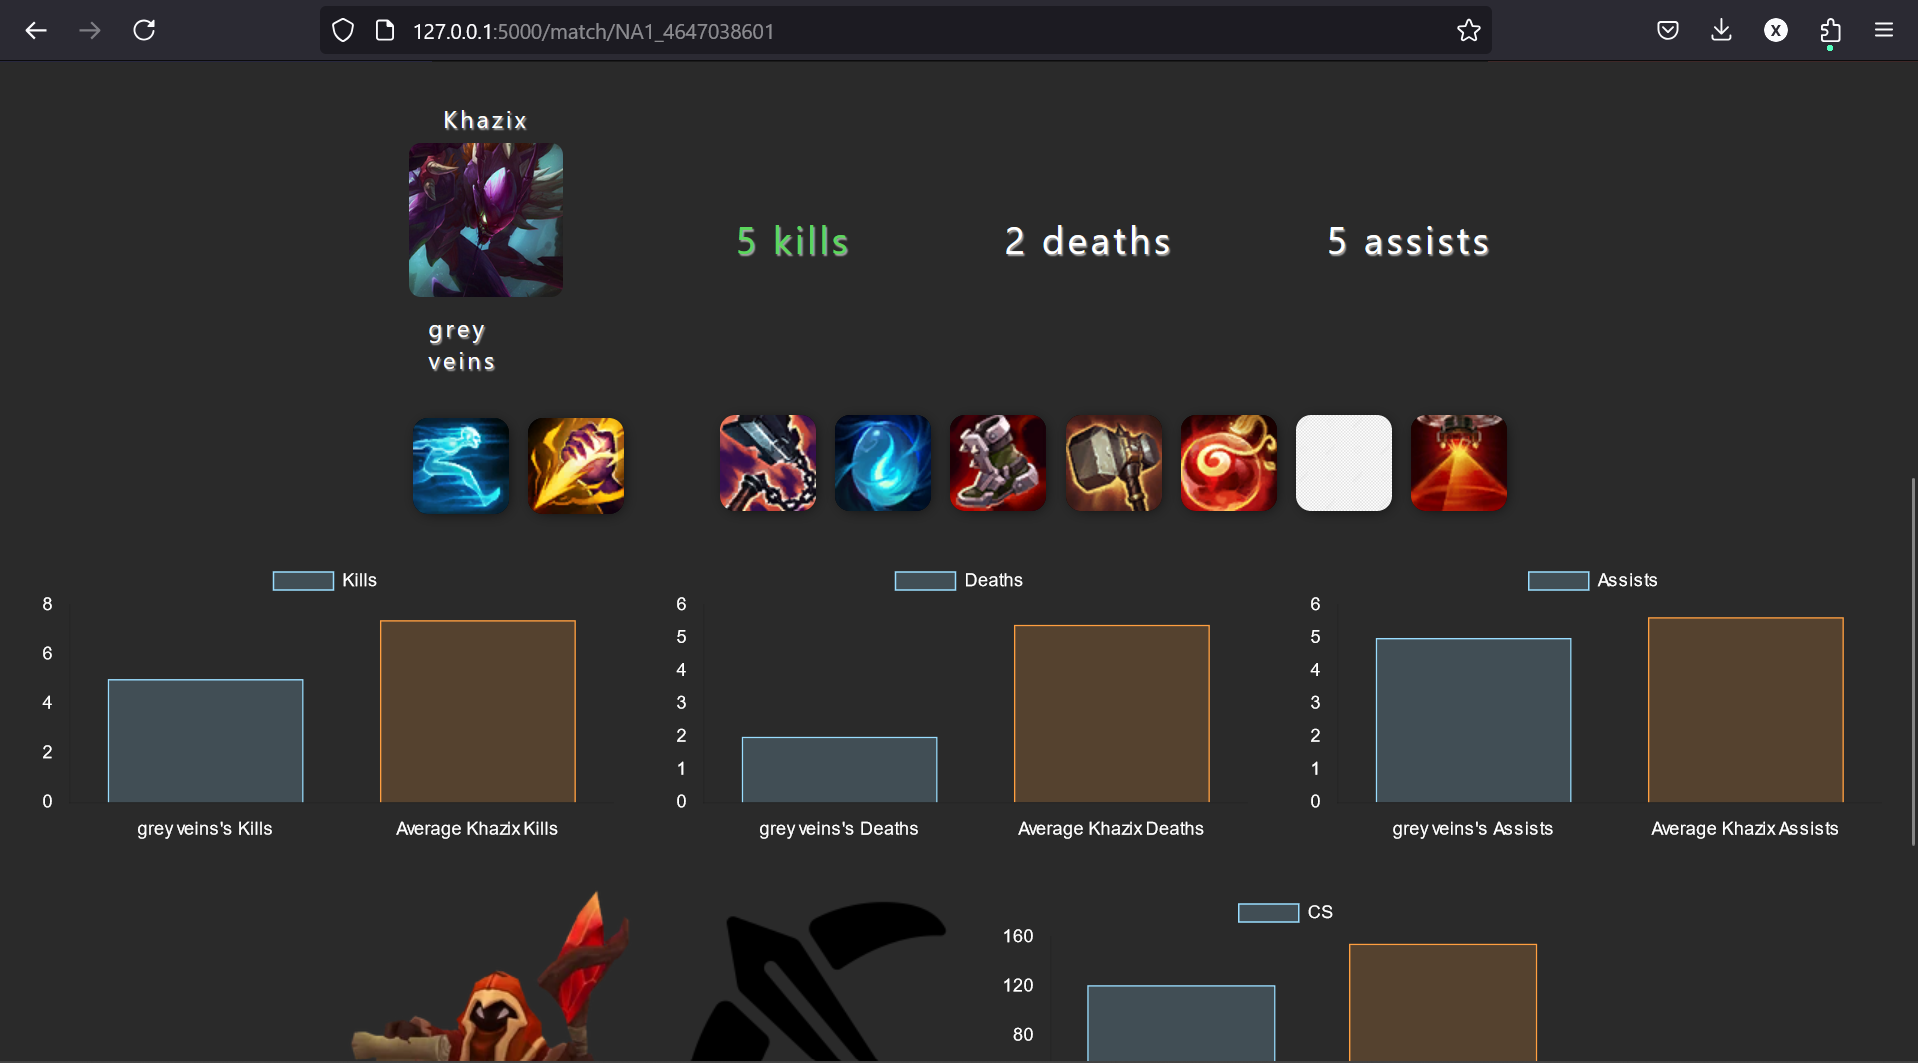 127.0.0.1:5000/match/NA1_4647038601
X
Khazix
5 kills
2 deaths
5 assists
grey
veins
Kills
8
6
4
2
0
grey veins's Kills
Average Khazix Kills
Deaths
6
5
4
3
2
1
0
grey veins's Deaths
Average Khazix Deaths
Assists
6
5
4
3
2
1
0
grey veins's Assists
Average Khazix Assists
CS
160
120
80